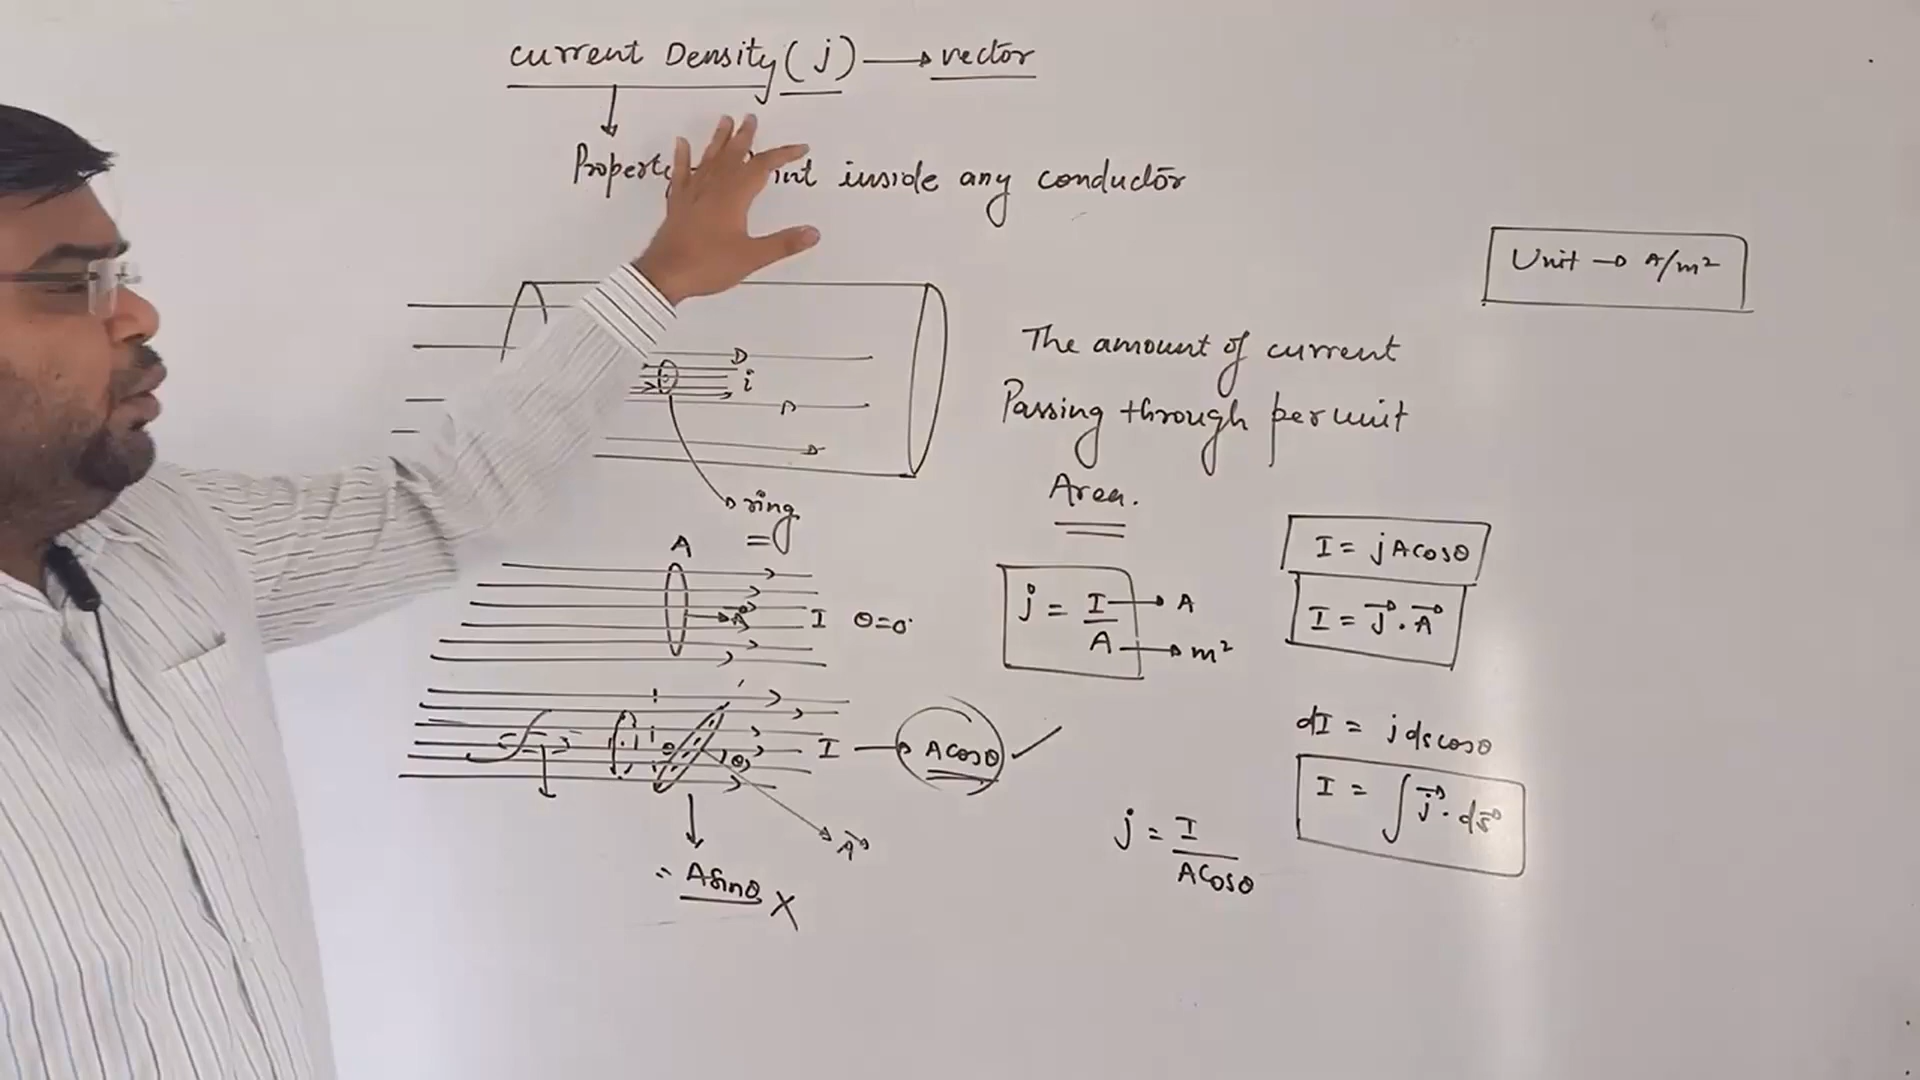 current Density (j) → vector
Property inside any conductor
Unit → A/m²
i
The amount of current
Passing through per unit
Area.
ring
A
A⃗
I θ=0°
j = I/A
→ A
→ m²
I = jAcosθ
I = j⃗ . A⃗
θ
θ
I → Acosθ ✓
A⃗
= Asinθ X
j = I/Acosθ
dI = jdscosθ
I = ∫ j⃗ . ds⃗